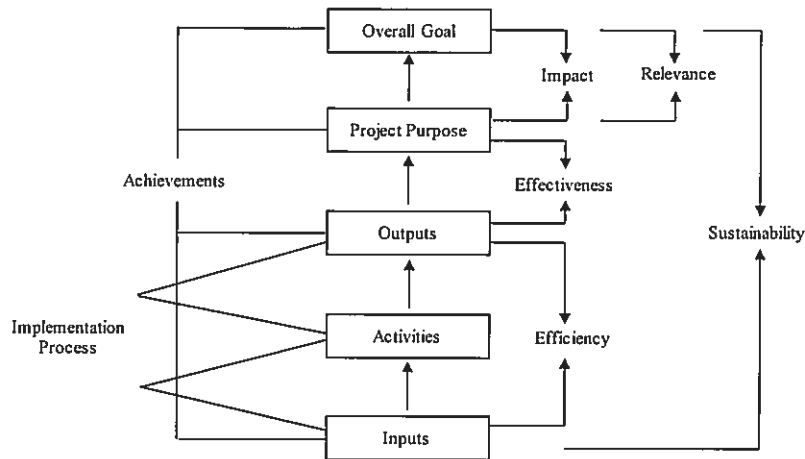 Overall Goal
Impact
Relevance
Project Purpose
Achievements
Effectiveness
Outputs
Sustainability
Implementation
Process
Activities
Efficiency
Inputs